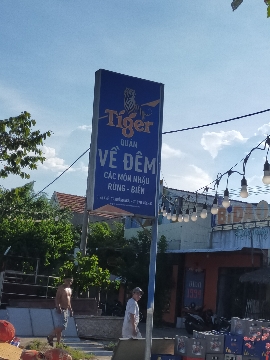 Tiger
QUÁN
VỀ ĐÊM
CÁC MÓN NHẬU
RỪNG - BIỂN